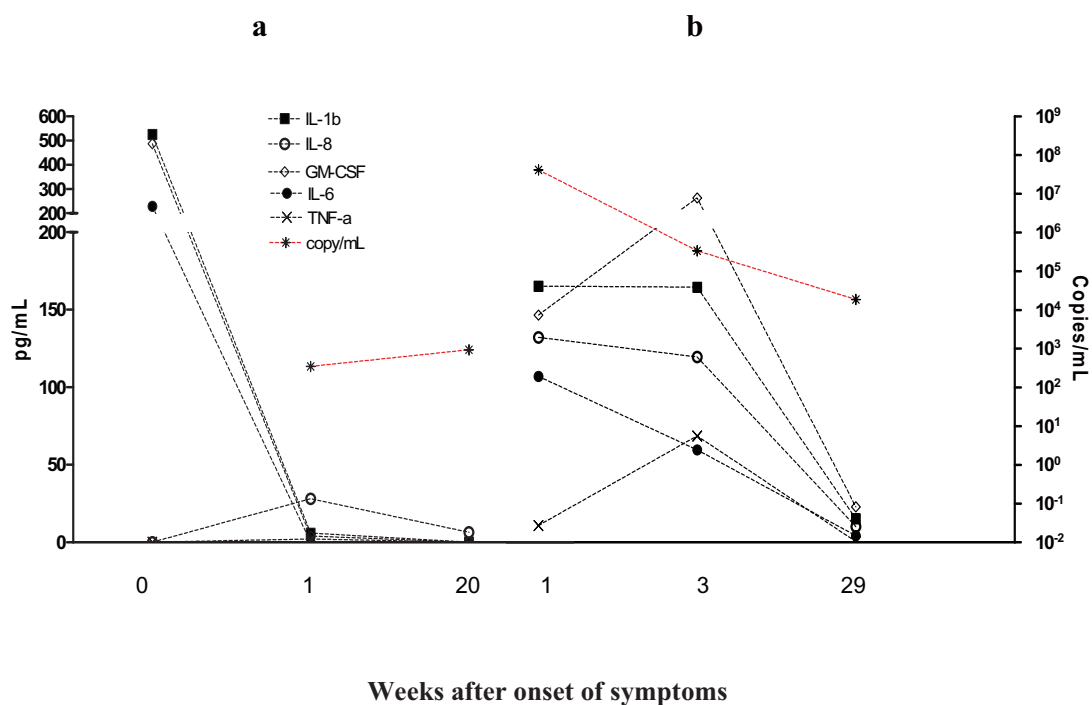 a
b
600
500
400
300
200
200
150
100
50
0
pg/mL
IL-1b
IL-8
GM-CSF
IL-6
TNF-a
copy/mL
10⁹
10⁸
10⁷
10⁶
10⁵
10⁴
10³
10²
10¹
10⁰
10⁻¹
10⁻²
Copies/mL
0 1 20 1 3 29
Weeks after onset of symptoms